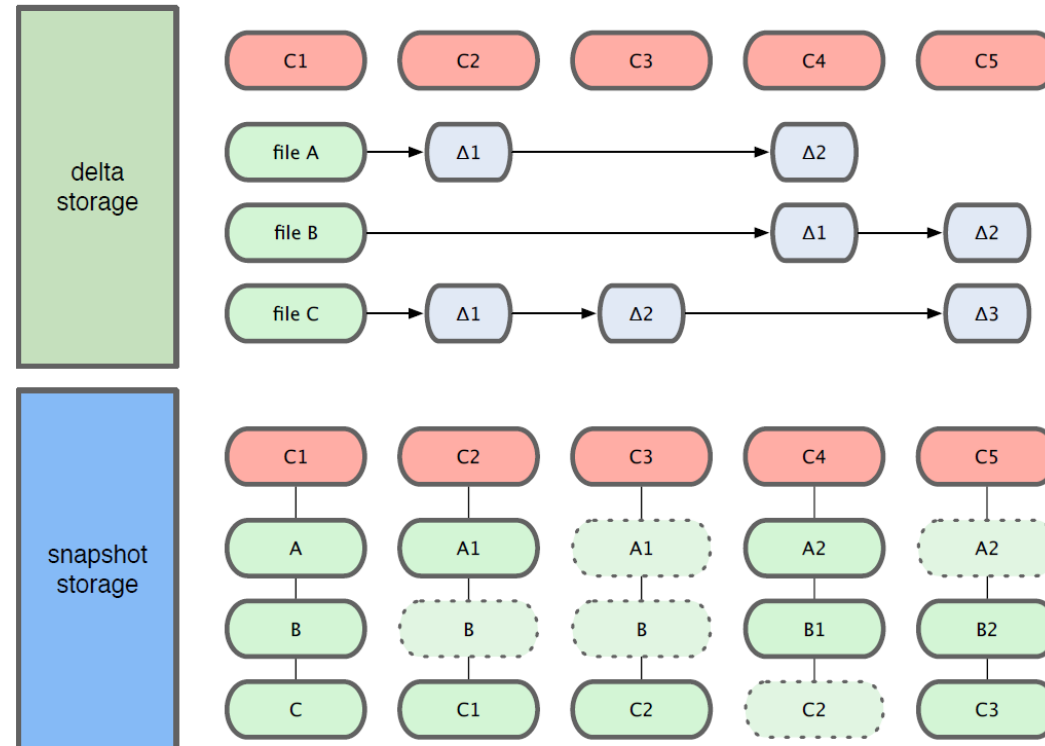 delta
storage
C1 C2 C3 C4 C5
file A Δ1 Δ2
file B Δ1 Δ2
file C Δ1 Δ2 Δ3
snapshot
storage
C1 C2 C3 C4 C5
A A1 A1 A2 A2
B B B B1 B2
C C1 C2 C2 C3